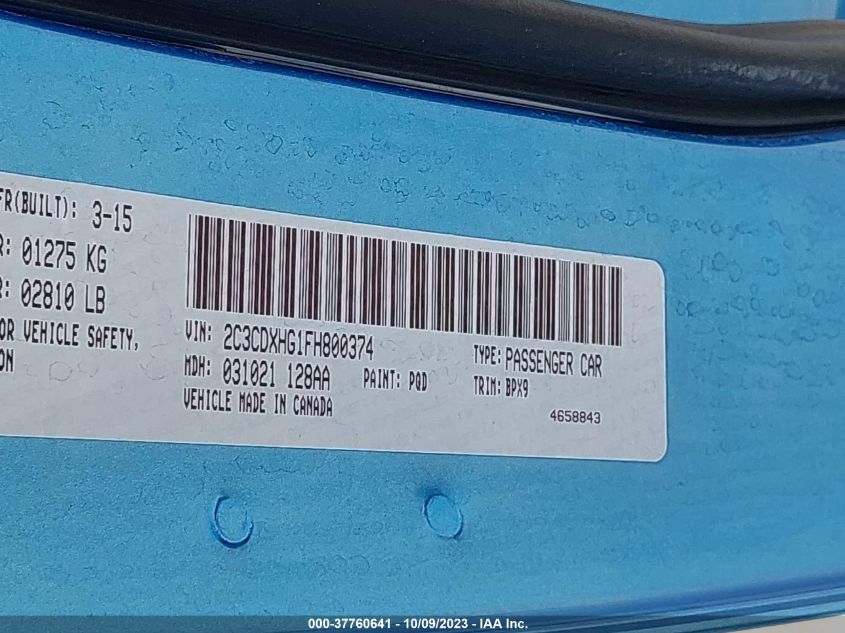 FR(BUILT): 3-15
R: 01275 KG
R: 02810 LB
OR VEHICLE SAFETY,
ON
VIN: 2C3CDXHG1FH800374
TYPE: PASSENGER CAR
MDH: 031021 128AA
PAINT: PQD
TRIM: BPX9
VEHICLE MADE IN CANADA
4658843
000-37760641 - 10/09/2023 - IAA Inc.